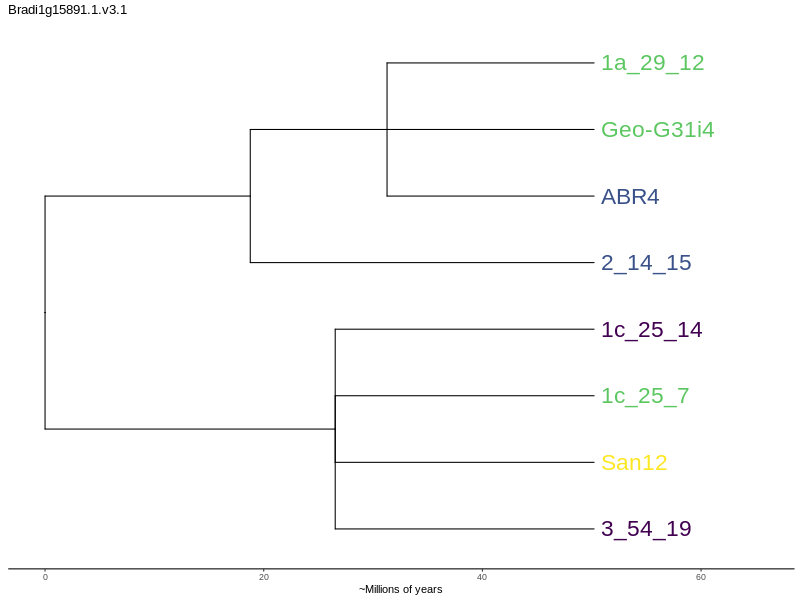 Bradi1g15891.1.v3.1
1a_29_12
Geo-G31i4
ABR4
2_14_15
1c_25_14
1c_25_7
San12
3_54_19
0 20 40 60
~Millions of years